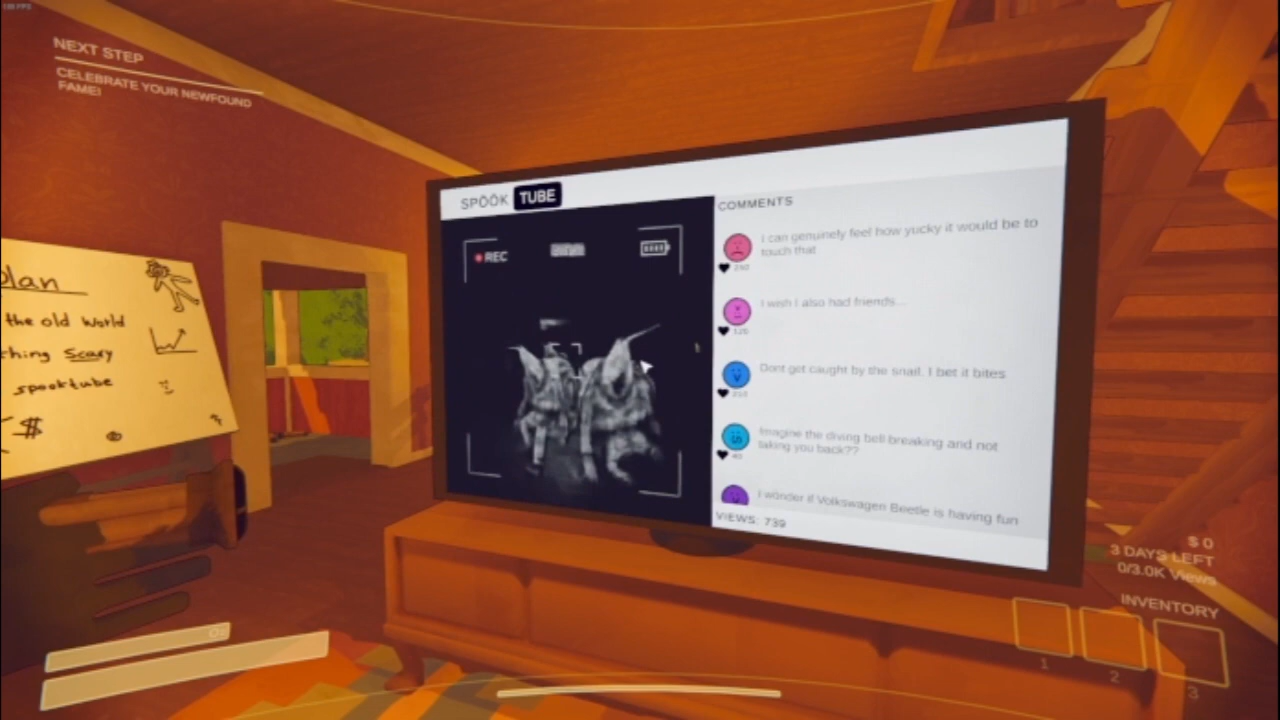 NEXT STEP
CELEBRATE YOUR NEWFOUND
FAME!
plan
the old world
thing Scary
spooktube
$
SPÖÖK TUBE
REC
COMMENTS
I can genuinely feel how yucky it would be to
touch that
I wish I also had friends...
Dont get caught by the snail. I bet it bites
Imagine the diving bell breaking and not
taking you back??
I wonder if Volkswagen Beetle is having fun
VIEWS: 739
$ 0
3 DAYS LEFT
0/3.0K Views
INVENTORY
1
2
3